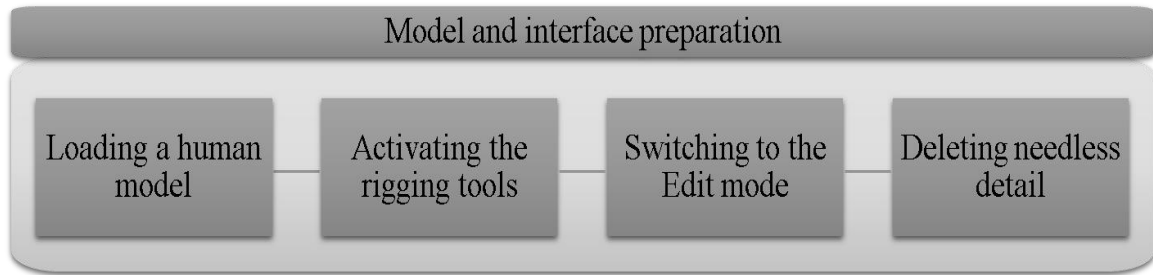 Model and interface preparation
Loading a human
model
Activating the
rigging tools
Switching to the
Edit mode
Deleting needless
detail